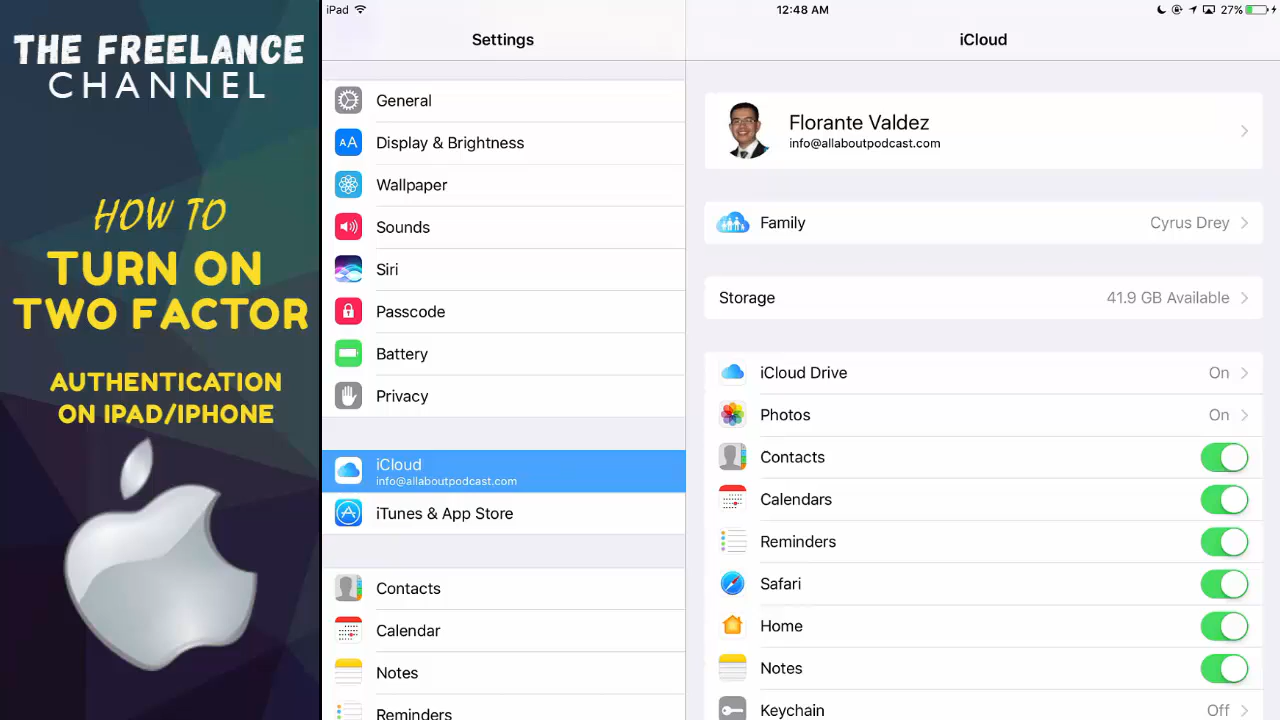 THE FREELANCE
CHANNEL
HOW TO
TURN ON
TWO FACTOR
AUTHENTICATION
ON IPAD/IPHONE
iPad
12:48 AM
27%
Settings
General
Display & Brightness
AA
Wallpaper
Sounds
Siri
Passcode
Battery
Privacy
iCloud
info@allaboutpodcast.com
iTunes & App Store
Contacts
Calendar
Notes
Reminders
iCloud
Florante Valdez
info@allaboutpodcast.com
Family Cyrus Drey
Storage 41.9 GB Available
iCloud Drive On
Photos On
Contacts
Calendars
Reminders
Safari
Home
Notes
Keychain Off